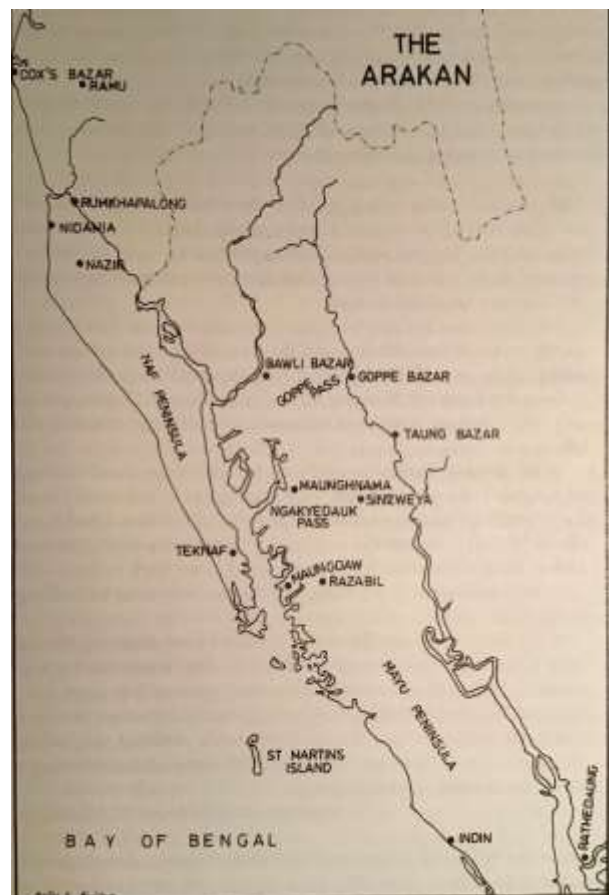 THE
ARAKAN
COX'S BAZAR
RAMU
RUMKHAPALONG
NIDANIA
NAZIR
NAF PENINSULA
BAWLI BAZAR
GOPPE PASS
GOPPE BAZAR
TAUNG BAZAR
MAUNGHNAMA
SINZWEYA
NGAKYEDAUK
PASS
TEKNAF
MAUNGDAW
RAZABIL
MAYU PENINSULA
ST MARTINS
ISLAND
BAY OF BENGAL
INDIN
RATHEDAUNG